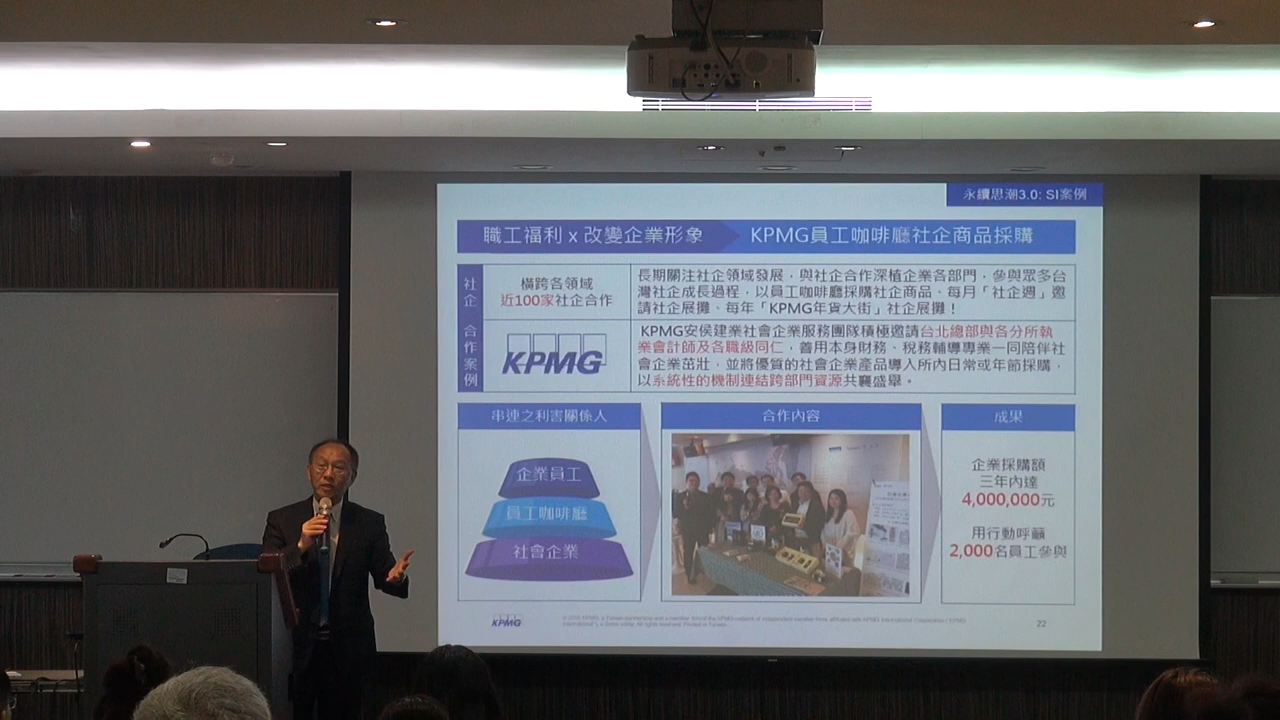 永續思潮3.0: SI案例
職工福利 x 改變企業形象
KPMG員工咖啡廳社企商品採購
社企 合作案例
橫跨各領域
近100家社企合作
長期關注社企領域發展，與社企合作深植企業各部門，參與眾多台
灣社企成長過程，以員工咖啡廳採購社企商品、每月「社企週」邀
請社企展攤、每年「KPMG年貨大街」社企展攤！
KPMG
KPMG安侯建業社會企業服務團隊積極邀請台北總部與各分所執
業會計師及各職級同仁，善用本身財務、稅務輔導專業一同陪伴社
會企業茁壯，並將優質的社會企業產品導入所內日常或年節採購，
以系統性的機制連結跨部門資源共襄盛舉。
串連之利害關係人
企業員工
員工咖啡廳
社會企業
合作內容
成果
企業採購額
三年內達
4,000,000元
用行動呼籲
2,000名員工參與
KPMG
22